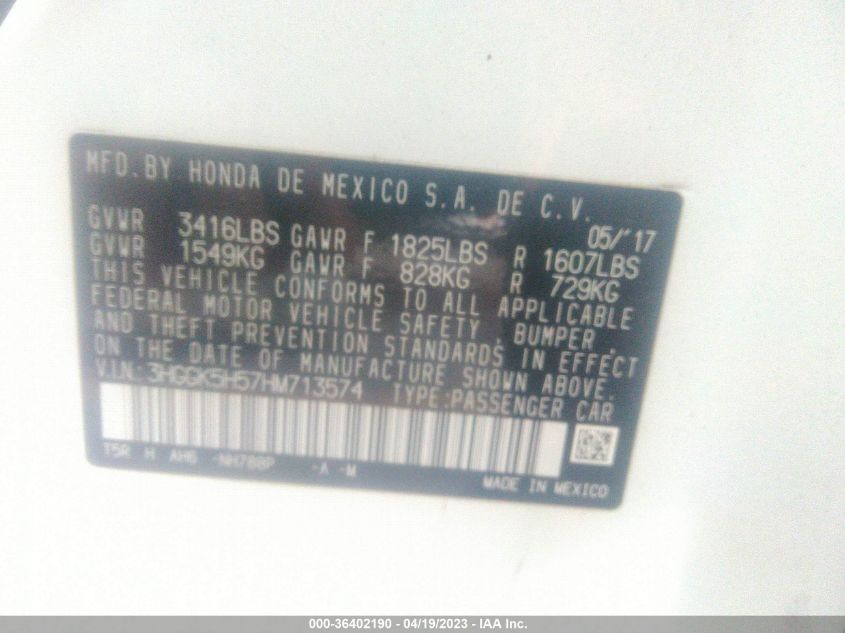 MFD.BY HONDA DE MEXICO S.A. DE C.V.
05/'17
GVWR 3416LBS GAWR F 1825LBS R 1607LBS
GVWR 1549KG GAWR F 828KG R 729KG
THIS VEHICLE CONFORMS TO ALL APPLICABLE
FEDERAL MOTOR VEHICLE SAFETY, BUMPER,
AND THEFT PREVENTION STANDARDS IN EFFECT
ON THE DATE OF MANUFACTURE SHOWN ABOVE.
V.I.N: 3HGGK5H57HM713574 TYPE:PASSENGER CAR
T5R H AH6 -NH788P -A -M
MADE IN MEXICO
000-36402190 - 04/19/2023 - IAA Inc.